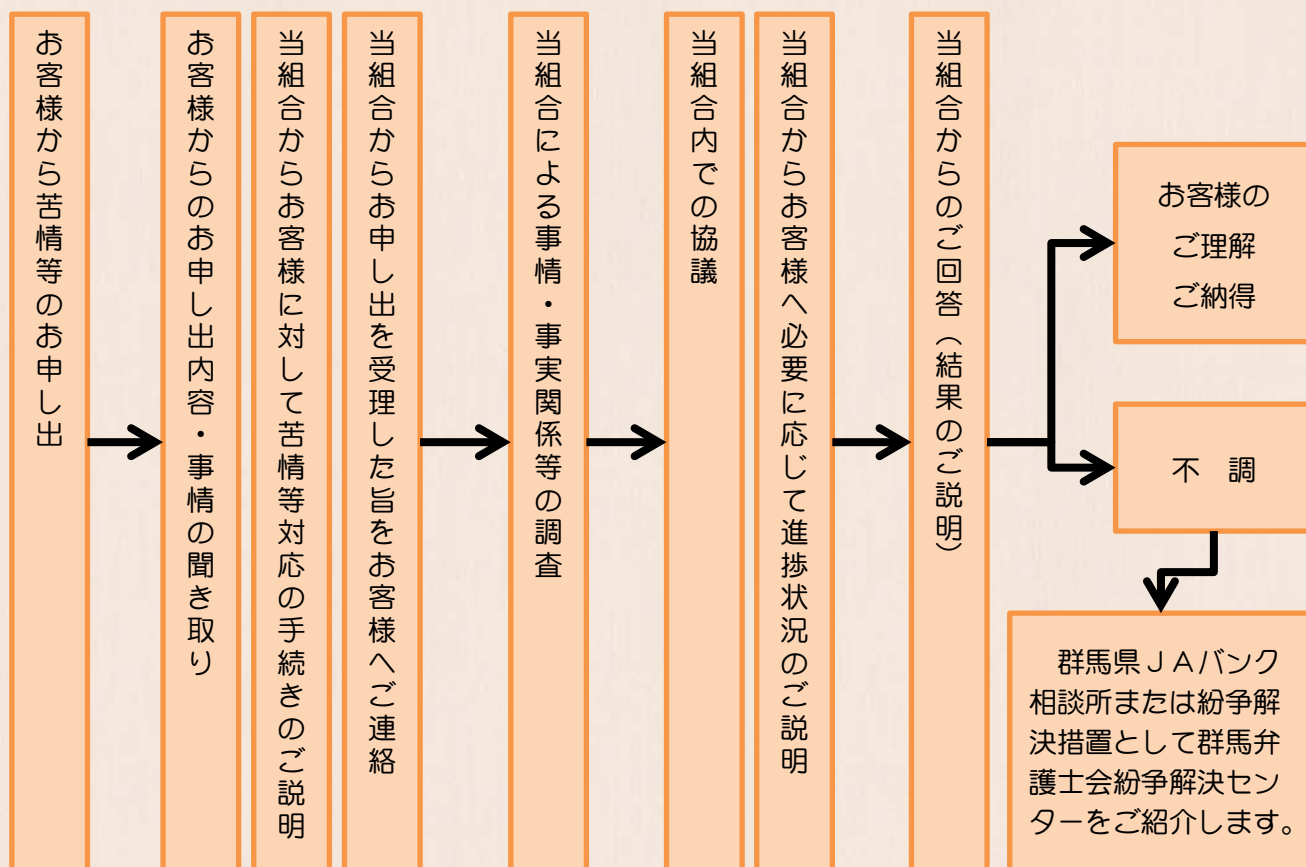 お客様から苦情等のお申し出
お客様からのお申し出内容・事情の聞き取り
当組合からお客様に対して苦情等対応の手続きのご説明
当組合からお申し出を受理した旨をお客様へご連絡
当組合による事情・事実関係等の調査
当組合内での協議
当組合からお客様へ必要に応じて進捗状況のご説明
当組合からのご回答（結果のご説明）
お客様の
ご理解
ご納得
不　調
群馬県ＪＡバンク
相談所または紛争解
決措置として群馬弁
護士会紛争解決セン
ターをご紹介します。